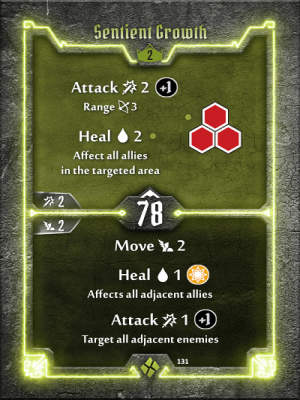 Sentient Growth
2
Attack 2 +1
Range 3
Heal 2
Affect all allies
in the targeted area
2
78
2
Move 2
Heal 1
Affects all adjacent allies
Attack 1 +1
Target all adjacent enemies
131